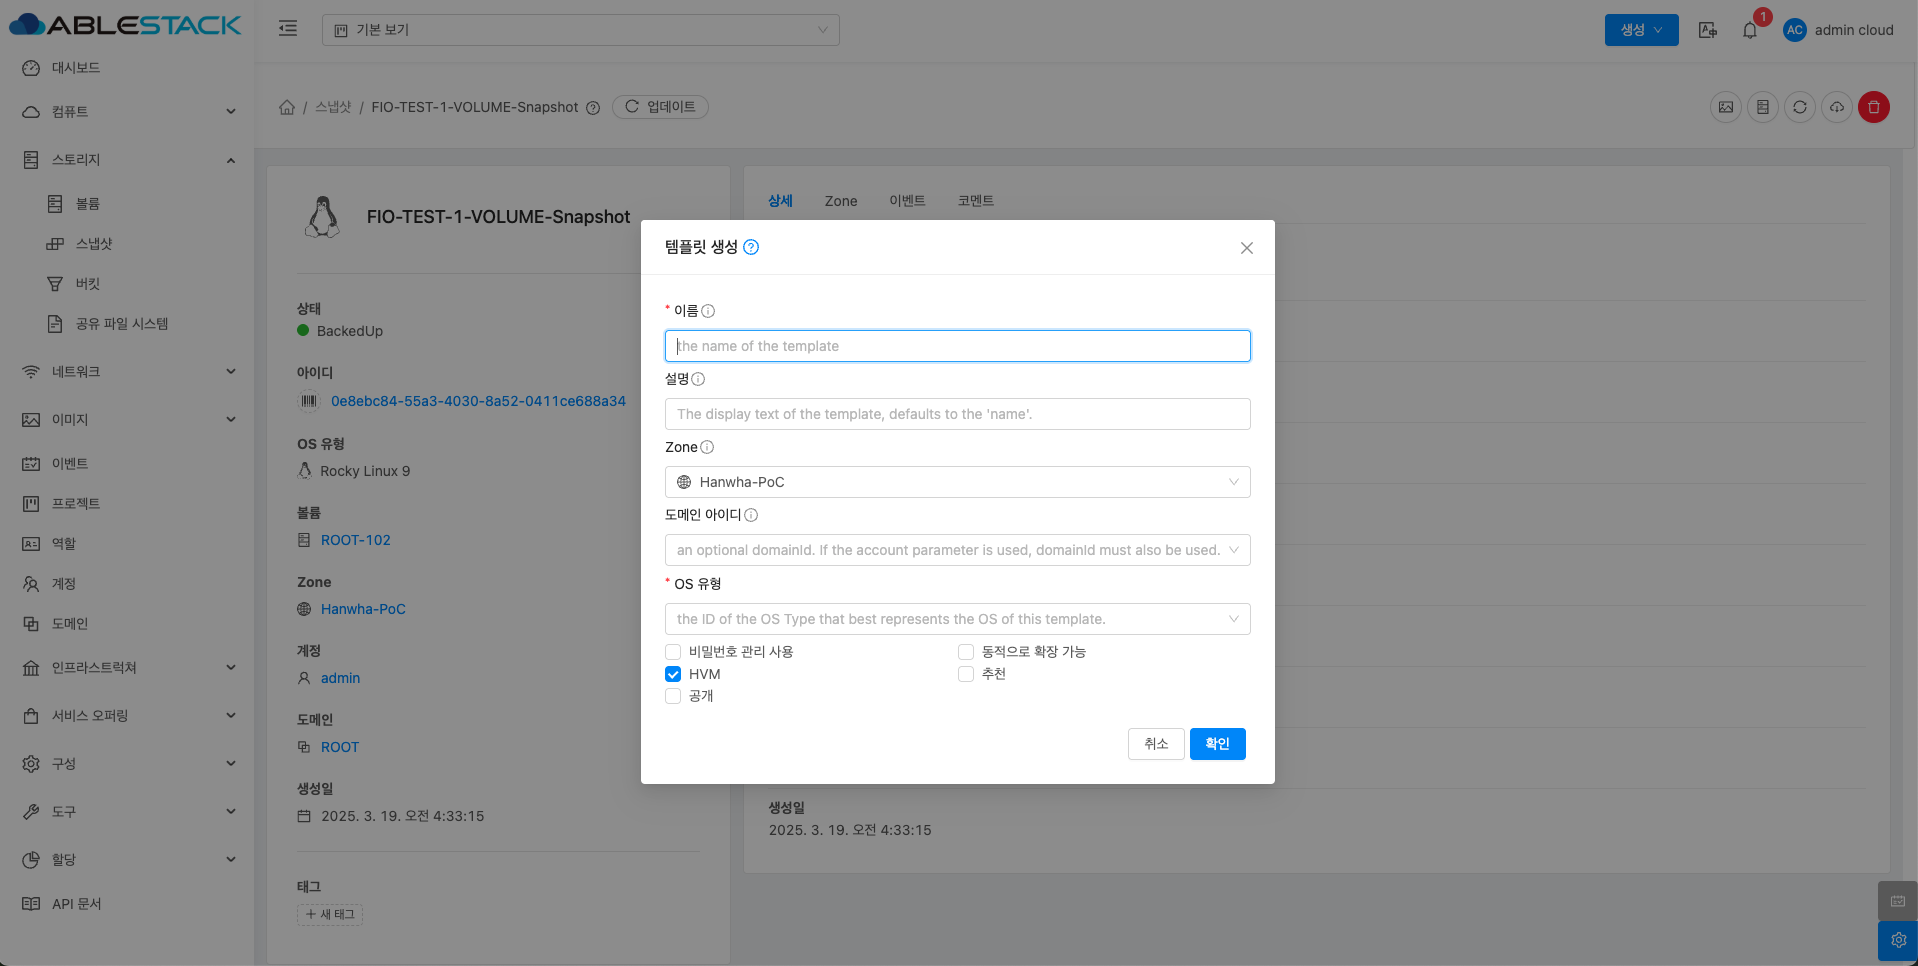 ABLESTACK
기본 보기
생성
1
AC
admin cloud
대시보드
컴퓨트
스토리지
볼륨
스냅샷
버킷
공유 파일 시스템
네트워크
이미지
이벤트
프로젝트
역할
계정
도메인
인프라스트럭쳐
서비스 오퍼링
구성
도구
할당
API 문서
/ 스냅샷 / FIO-TEST-1-VOLUME-Snapshot
업데이트
FIO-TEST-1-VOLUME-Snapshot
상태
BackedUp
아이디
0e8ebc84-55a3-4030-8a52-0411ce688a34
OS 유형
Rocky Linux 9
볼륨
ROOT-102
Zone
Hanwha-PoC
계정
admin
도메인
ROOT
생성일
2025. 3. 19. 오전 4:33:15
태그
+ 새 태그
상세 Zone 이벤트 코멘트
템플릿 생성
* 이름
the name of the template
설명
The display text of the template, defaults to the 'name'.
Zone
Hanwha-PoC
도메인 아이디
an optional domainId. If the account parameter is used, domainId must also be used.
* OS 유형
the ID of the OS Type that best represents the OS of this template.
비밀번호 관리 사용
동적으로 확장 가능
HVM
추천
공개
취소
확인
생성일
2025. 3. 19. 오전 4:33:15